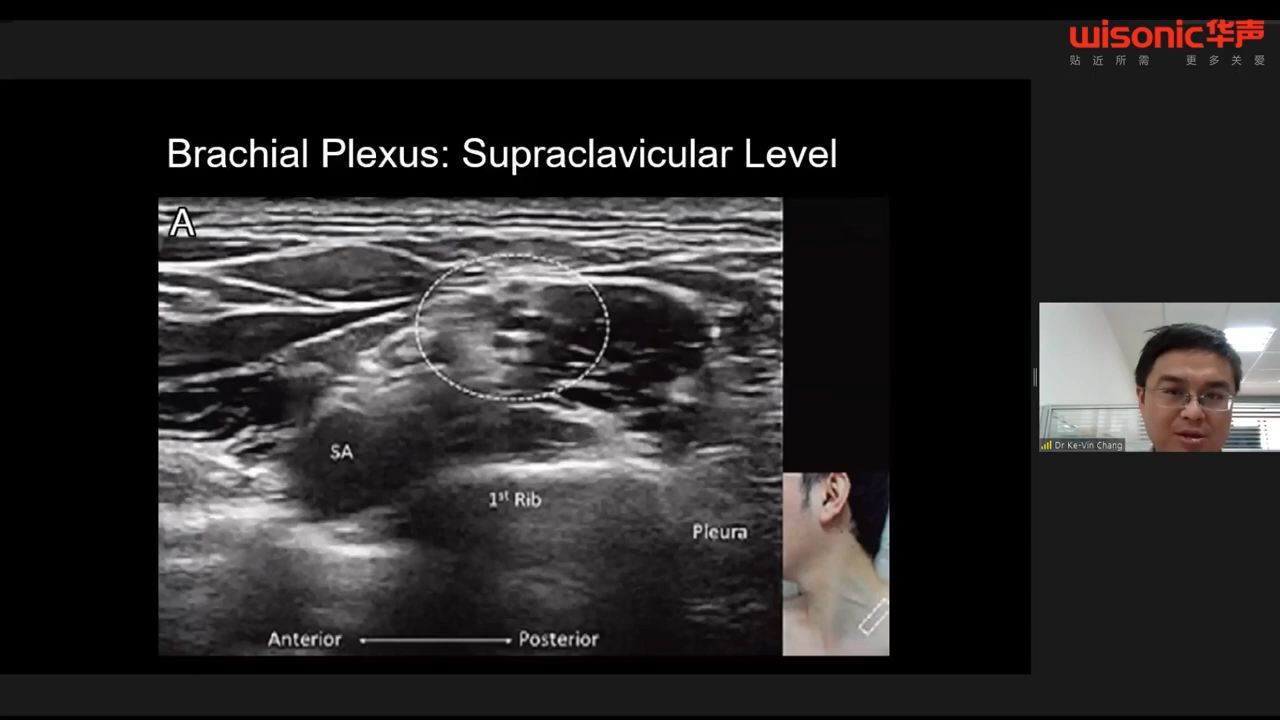 wisonic华声
贴近所需 更多关爱
Brachial Plexus: Supraclavicular Level
A
SA
1st Rib
Pleura
Anterior
Posterior
Dr Ke-Vin Chang